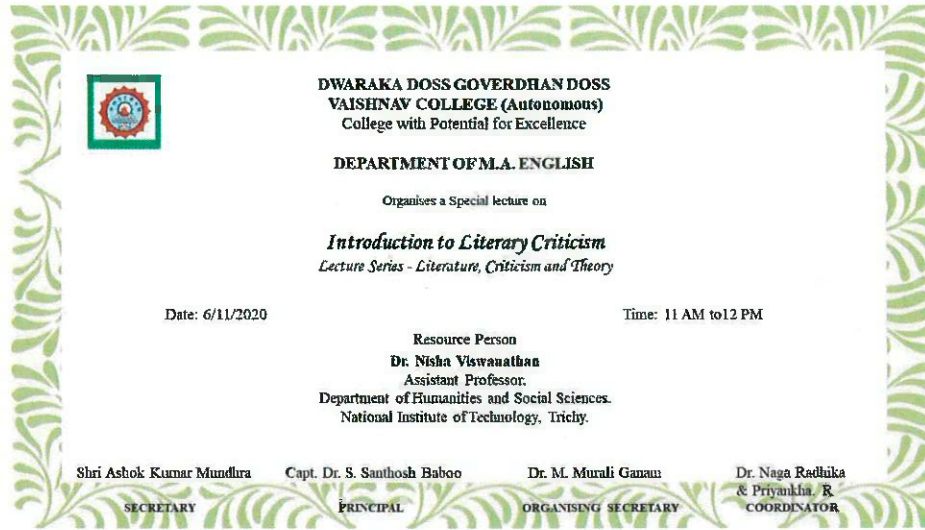 DWARAKA DOSS GOVERDHAN DOSS
VAISHNAV COLLEGE (Autonomous)
College with Potential for Excellence
DEPARTMENT OF M.A. ENGLISH
Organises a Special lecture on
Introduction to Literary Criticism
Lecture Series - Literature, Criticism and Theory
Date: 6/11/2020 Time: 11 AM to12 PM
Resource Person
Dr. Nisha Viswanathan
Assistant Professor.
Department of Humanities and Social Sciences.
National Institute of Technology, Trichy.
Shri Ashok Kumar Mundhra Capt. Dr. S. Santhosh Baboo Dr. M. Murali Ganam Dr. Naga Radhika
& Priyankha. R
SECRETARY PRINCIPAL ORGANISING SECRETARY COORDINATOR